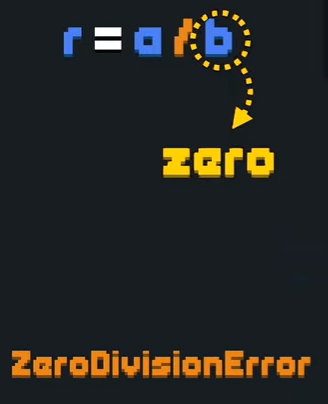 r = a / b
zero
ZeroDivisionError